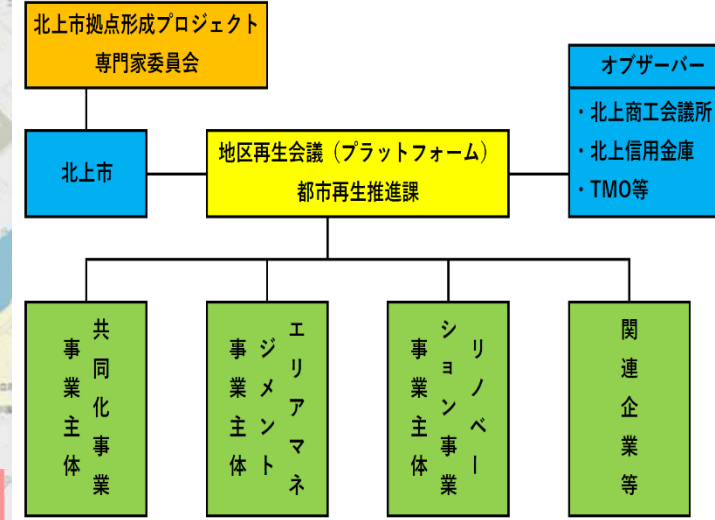 北上市拠点形成プロジェクト
専門家委員会
オブザーバー
・北上商工会議所
・北上信用金庫
・TMO等
北上市
地区再生会議（プラットフォーム）
都市再生推進課
共同化事業
事業主体
エリアマネ
ジメント
事業主体
リノベー
ション事業
事業主体
関連企業等